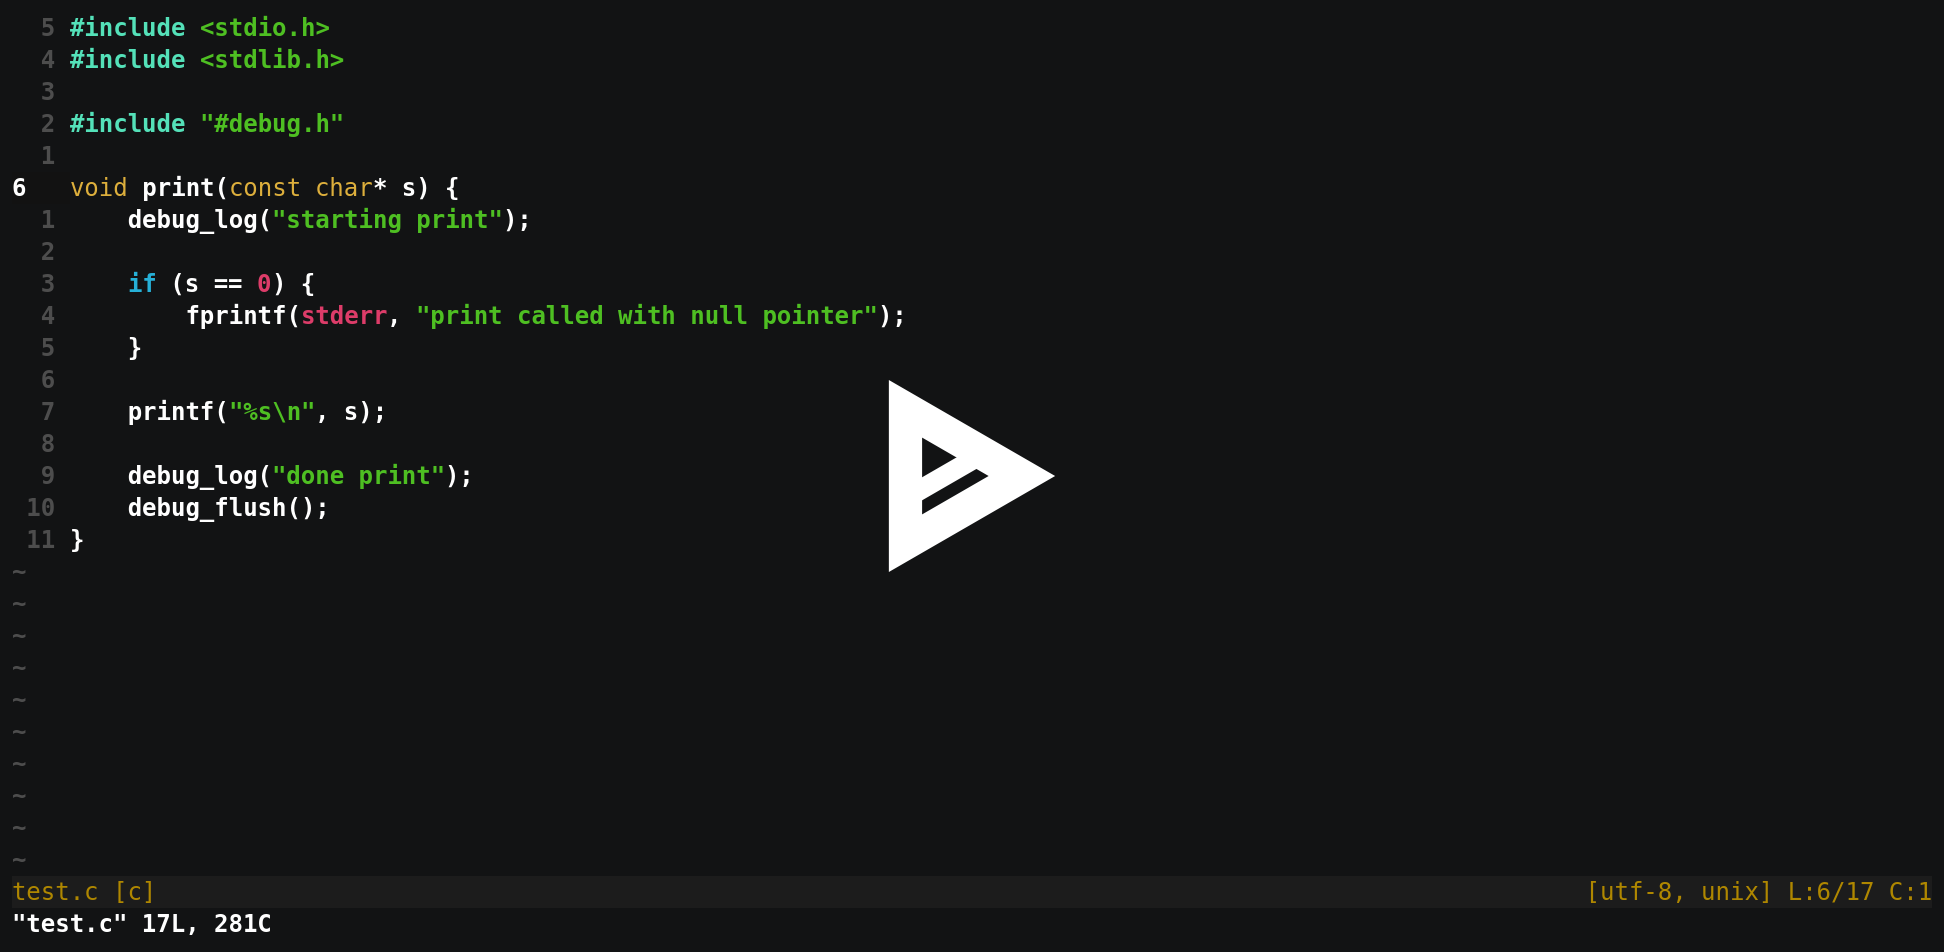 5 #include <stdio.h>
4 #include <stdlib.h>
3
2 #include "#debug.h"
1
6 void print(const char* s) {
1     debug_log("starting print");
2
3     if (s == 0) {
4         fprintf(stderr, "print called with null pointer");
5     }
6
7     printf("%s\n", s);
8
9     debug_log("done print");
10     debug_flush();
11 }
~
~
~
~
~
~
~
~
~
~
test.c [c] [utf-8, unix] L:6/17 C:1
"test.c" 17L, 281C